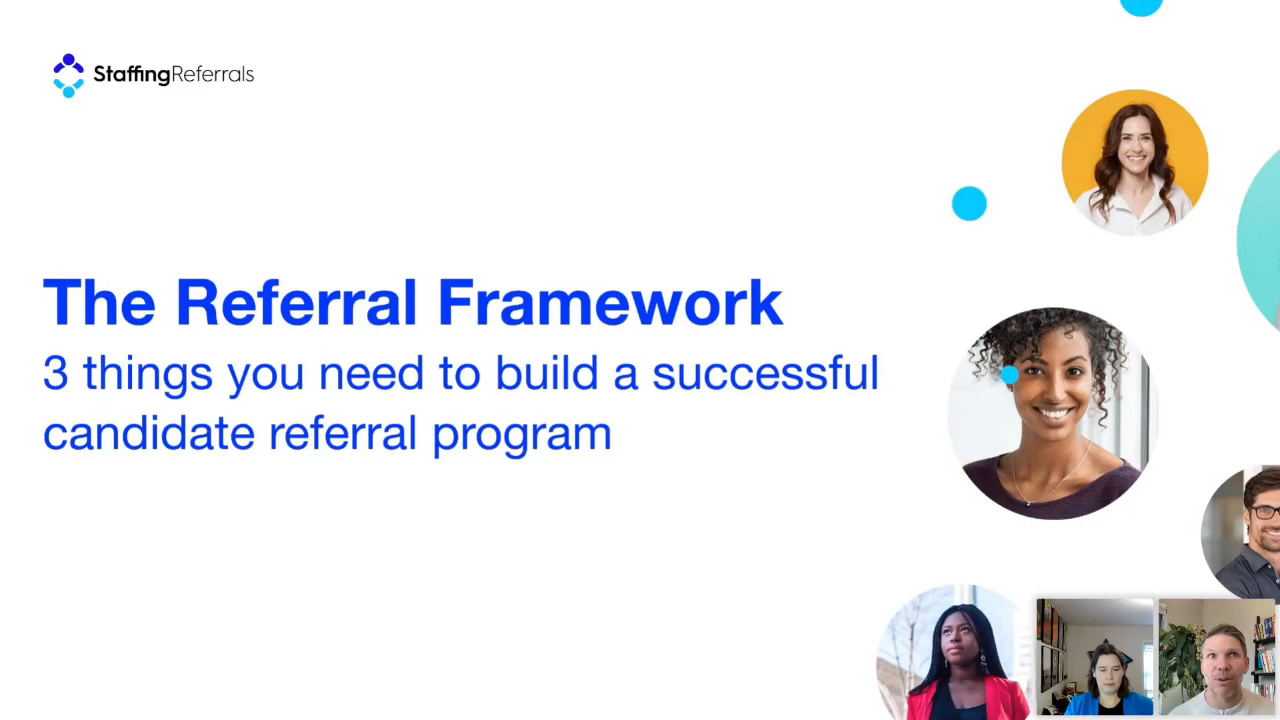 StaffingReferrals
The Referral Framework
3 things you need to build a successful
candidate referral program